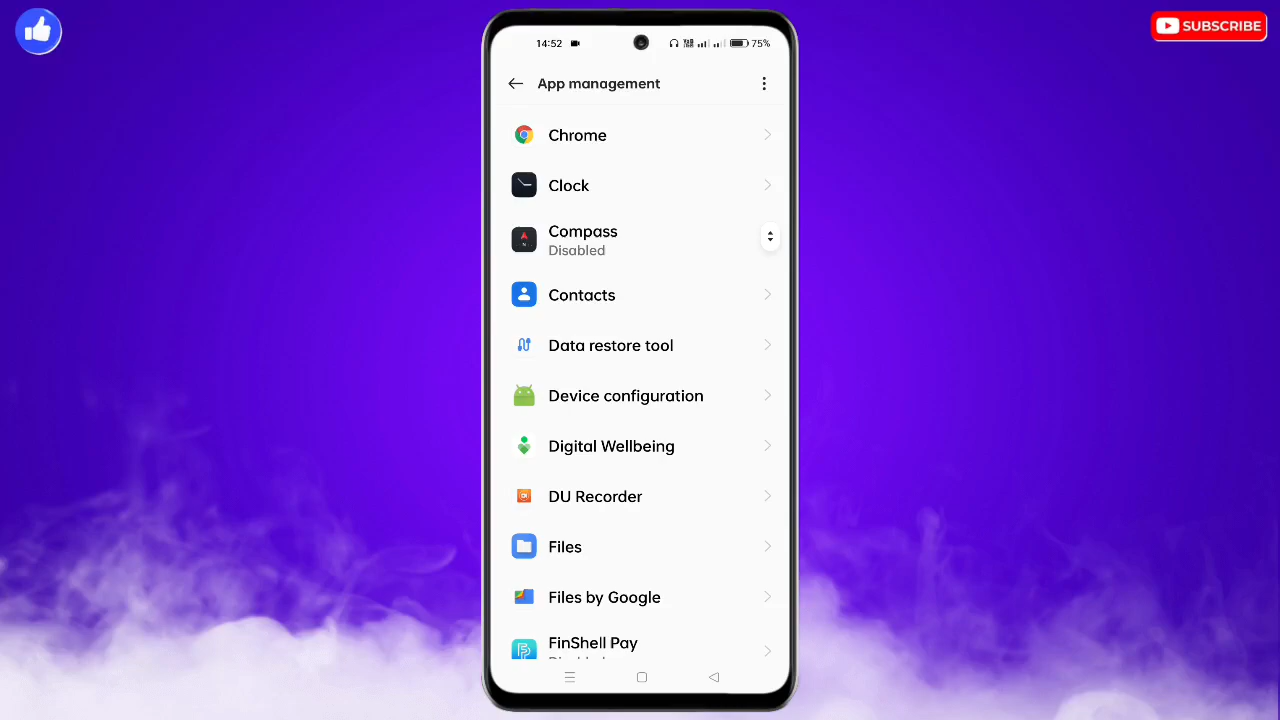 SUBSCRIBE
14:52
75%
App management
Chrome
Clock
Compass
Disabled
Contacts
Data restore tool
Device configuration
Digital Wellbeing
DU Recorder
Files
Files by Google
FinShell Pay